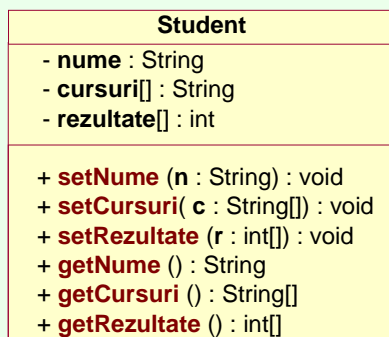 Student
- nume : String
- cursuri[] : String
- rezultate[] : int
+ setNume (n : String) : void
+ setCursuri( c : String[]) : void
+ setRezultate (r : int[]) : void
+ getNume () : String
+ getCursuri () : String[]
+ getRezultate () : int[]